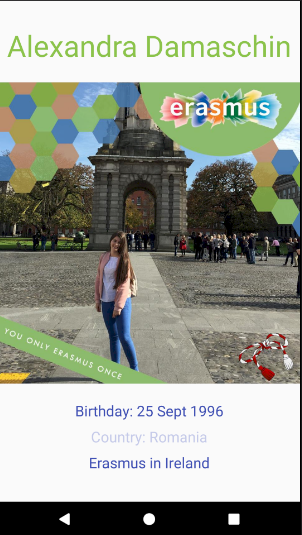 Alexandra Damaschin
erasmus
YOU ONLY ERASMUS ONCE
Birthday: 25 Sept 1996
Country: Romania
Erasmus in Ireland